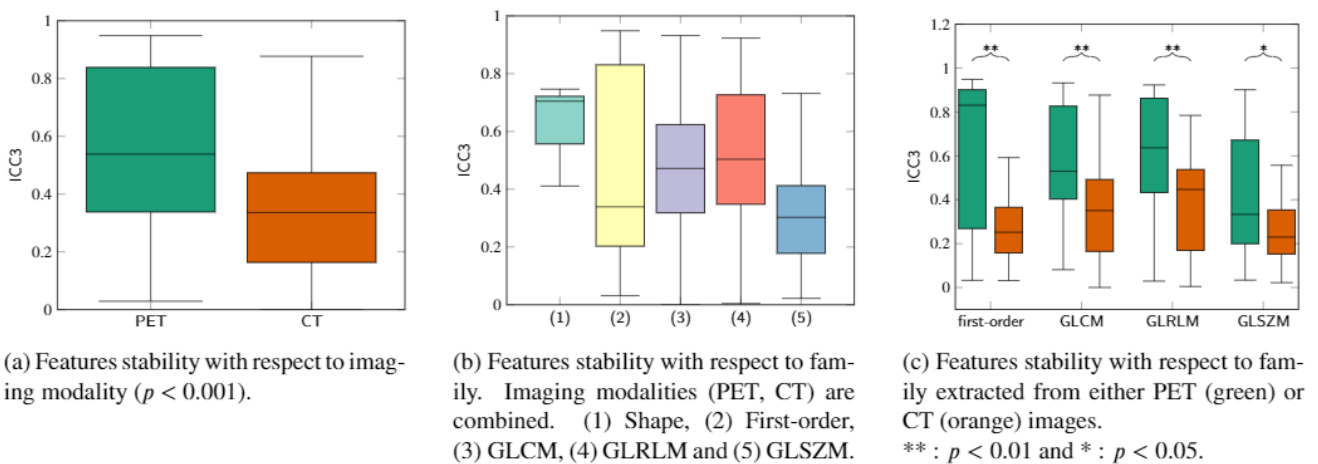 1
0.8
0.6
0.4
0.2
0
ICC3
PET
CT
(a) Features stability with respect to imag-
ing modality (p < 0.001).
1
0.8
0.6
0.4
0.2
0
ICC3
(1)
(2)
(3)
(4)
(5)
(b) Features stability with respect to fam-
ily. Imaging modalities (PET, CT) are
combined. (1) Shape, (2) First-order,
(3) GLCM, (4) GLRLM and (5) GLSZM.
1.2
1
0.8
0.6
0.4
0.2
0
ICC3
**
**
**
*
first-order
GLCM
GLRLM
GLSZM
(c) Features stability with respect to fam-
ily extracted from either PET (green) or
CT (orange) images.
** : p < 0.01 and * : p < 0.05.